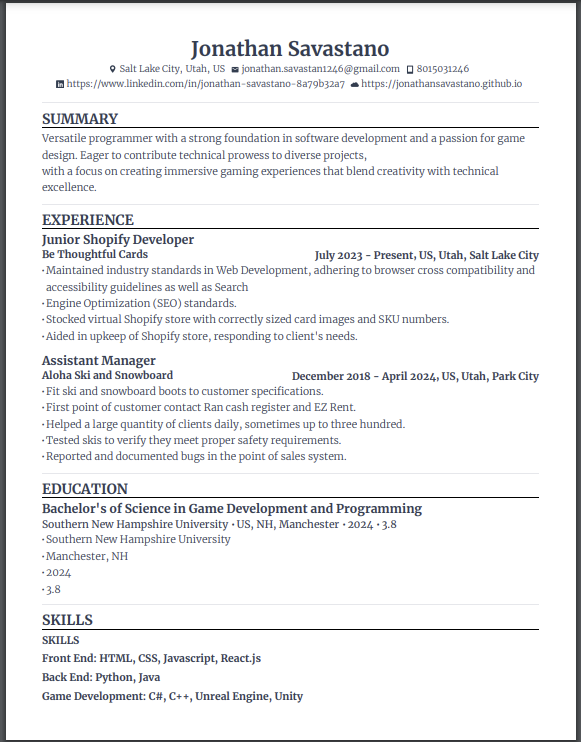 Jonathan Savastano
Salt Lake City, Utah, US jonathan.savastan1246@gmail.com 8015031246
https://www.linkedin.com/in/jonathan-savastano-8a79b32a7 https://jonathansavastano.github.io
SUMMARY
Versatile programmer with a strong foundation in software development and a passion for game
design. Eager to contribute technical prowess to diverse projects,
with a focus on creating immersive gaming experiences that blend creativity with technical
excellence.
EXPERIENCE
Junior Shopify Developer
Be Thoughtful Cards July 2023 - Present, US, Utah, Salt Lake City
• Maintained industry standards in Web Development, adhering to browser cross compatibility and
accessibility guidelines as well as Search
• Engine Optimization (SEO) standards.
• Stocked virtual Shopify store with correctly sized card images and SKU numbers.
• Aided in upkeep of Shopify store, responding to client's needs.
Assistant Manager
Aloha Ski and Snowboard December 2018 - April 2024, US, Utah, Park City
• Fit ski and snowboard boots to customer specifications.
• First point of customer contact Ran cash register and EZ Rent.
• Helped a large quantity of clients daily, sometimes up to three hundred.
• Tested skis to verify they meet proper safety requirements.
• Reported and documented bugs in the point of sales system.
EDUCATION
Bachelor's of Science in Game Development and Programming
Southern New Hampshire University • US, NH, Manchester • 2024 • 3.8
• Southern New Hampshire University
• Manchester, NH
• 2024
• 3.8
SKILLS
SKILLS
Front End: HTML, CSS, Javascript, React.js
Back End: Python, Java
Game Development: C#, C++, Unreal Engine, Unity